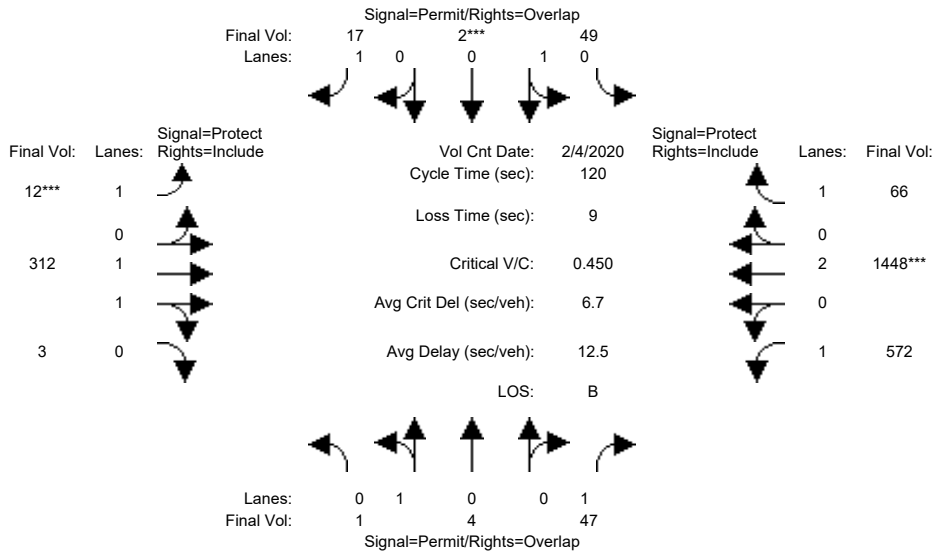 Signal=Permit/Rights=Overlap
Final Vol: 17 2*** 49
Lanes: 1 0 0 1 0
Signal=Protect
Final Vol: Lanes: Rights=Include
Vol Cnt Date: 2/4/2020
Signal=Protect
Rights=Include Lanes: Final Vol:
Cycle Time (sec): 120
12*** 1
1 66
Loss Time (sec): 9
0
0
312 1
Critical V/C: 0.450
2 1448***
1
Avg Crit Del (sec/veh): 6.7
0
3 0
Avg Delay (sec/veh): 12.5
1 572
LOS: B
Lanes: 0 1 0 0 1
Final Vol: 1 4 47
Signal=Permit/Rights=Overlap